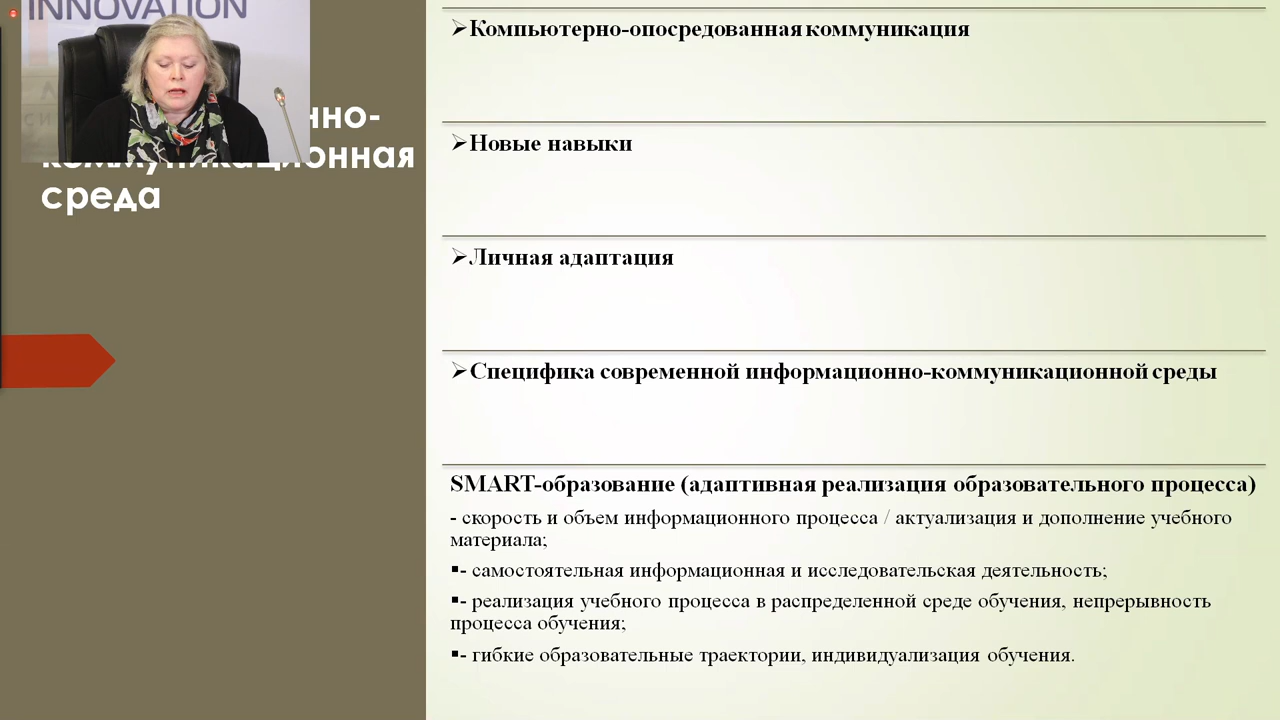 INNOVATION
нно-
коммуникационная
среда
➢Компьютерно-опосредованная коммуникация
➢Новые навыки
➢Личная адаптация
➢Специфика современной информационно-коммуникационной среды
SMART-образование (адаптивная реализация образовательного процесса)
- скорость и объем информационного процесса / актуализация и дополнение учебного
материала;
▪- самостоятельная информационная и исследовательская деятельность;
▪- реализация учебного процесса в распределенной среде обучения, непрерывность
процесса обучения;
▪- гибкие образовательные траектории, индивидуализация обучения.